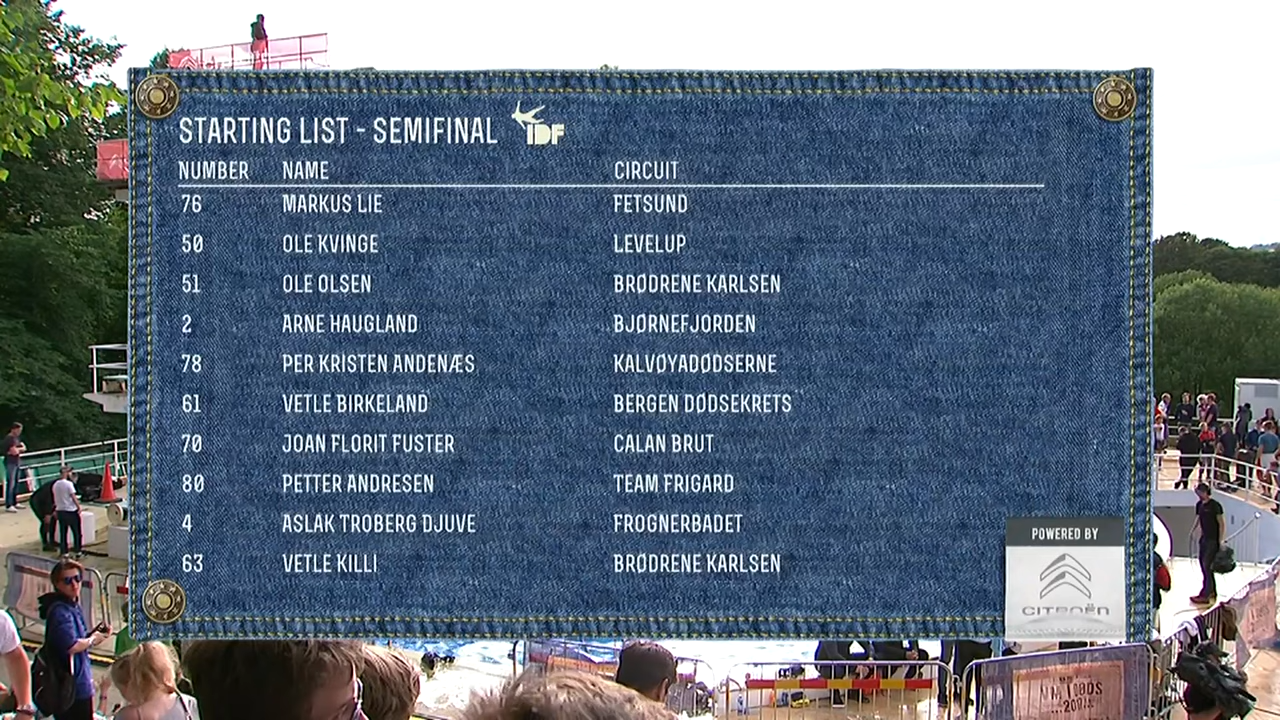 STARTING LIST - SEMIFINAL IDF
NUMBER NAME CIRCUIT
76 MARKUS LIE FETSUND
50 OLE KVINGE LEVELUP
51 OLE OLSEN BRØDRENE KARLSEN
2 ARNE HAUGLAND BJØRNEFJORDEN
78 PER KRISTEN ANDENÆS KALVØYADØDSERNE
61 VETLE BIRKELAND BERGEN DØDSEKRETS
70 JOAN FLORIT FUSTER CALAN BRUT
80 PETTER ANDRESEN TEAM FRIGARD
4 ASLAK TROBERG DJUVE FROGNERBADET
63 VETLE KILLI BRØDRENE KARLSEN
POWERED BY
CITROËN